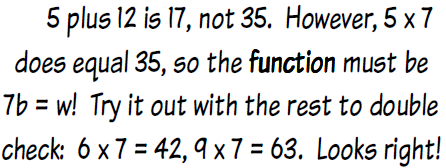 5 plus 12 is 17, not 35. However, 5 x 7
does equal 35, so the function must be
7b = w! Try it out with the rest to double
check: 6 x 7 = 42, 9 x 7 = 63. Looks right!